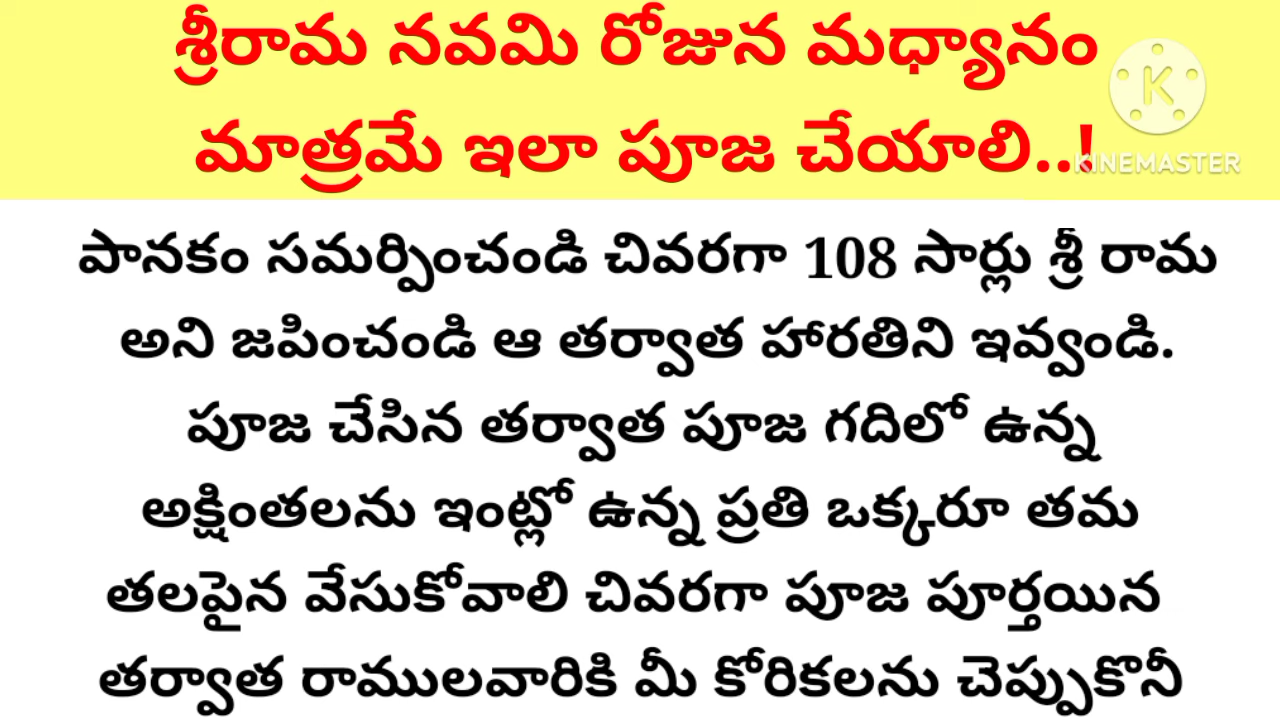 శ్రీరామ నవమి రోజున మధ్యానం
మాత్రమే ఇలా పూజ చేయాలి..!
KINEMASTER
పానకం సమర్పించండి చివరగా 108 సార్లు శ్రీ రామ
అని జపించండి ఆ తర్వాత హారతిని ఇవ్వండి.
పూజ చేసిన తర్వాత పూజ గదిలో ఉన్న
అక్షింతలను ఇంట్లో ఉన్న ప్రతి ఒక్కరూ తమ
తలపైన వేసుకోవాలి చివరగా పూజ పూర్తయిన
తర్వాత రాములవారికి మీ కోరికలను చెప్పుకొనీ